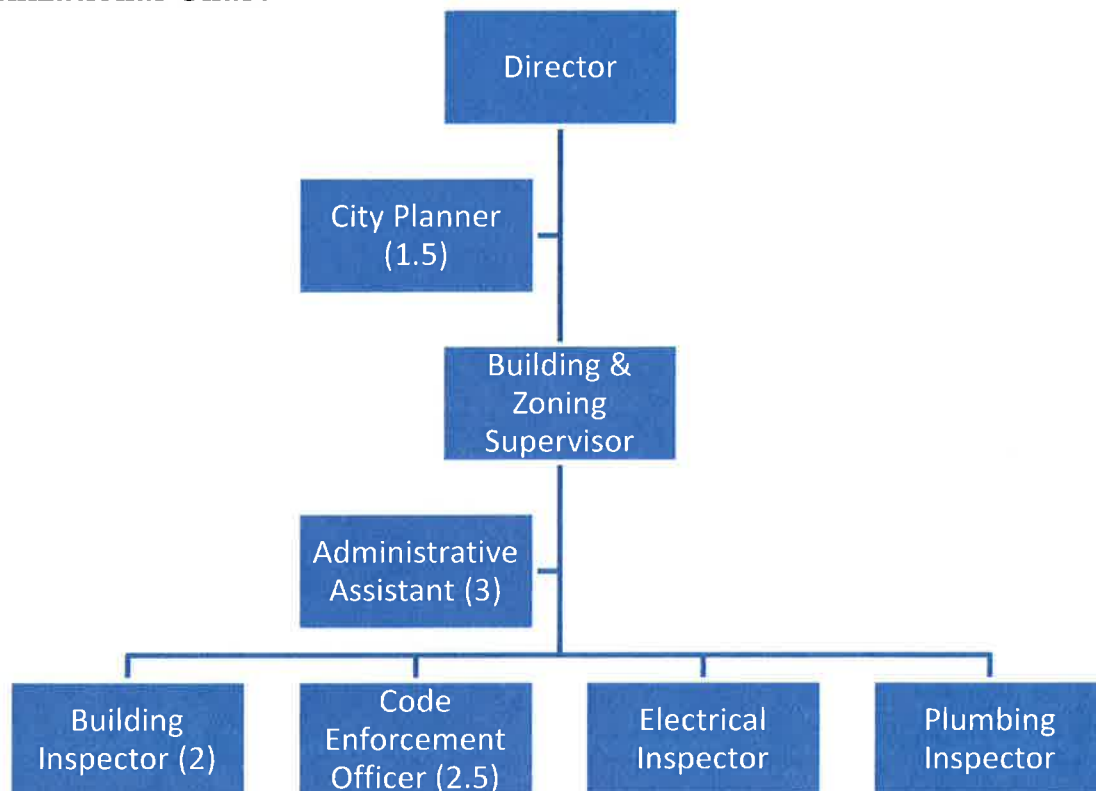 Director
City Planner
(1.5)
Building &
Zoning
Supervisor
Administrative
Assistant (3)
Building
Inspector (2)
Code
Enforcement
Officer (2.5)
Electrical
Inspector
Plumbing
Inspector